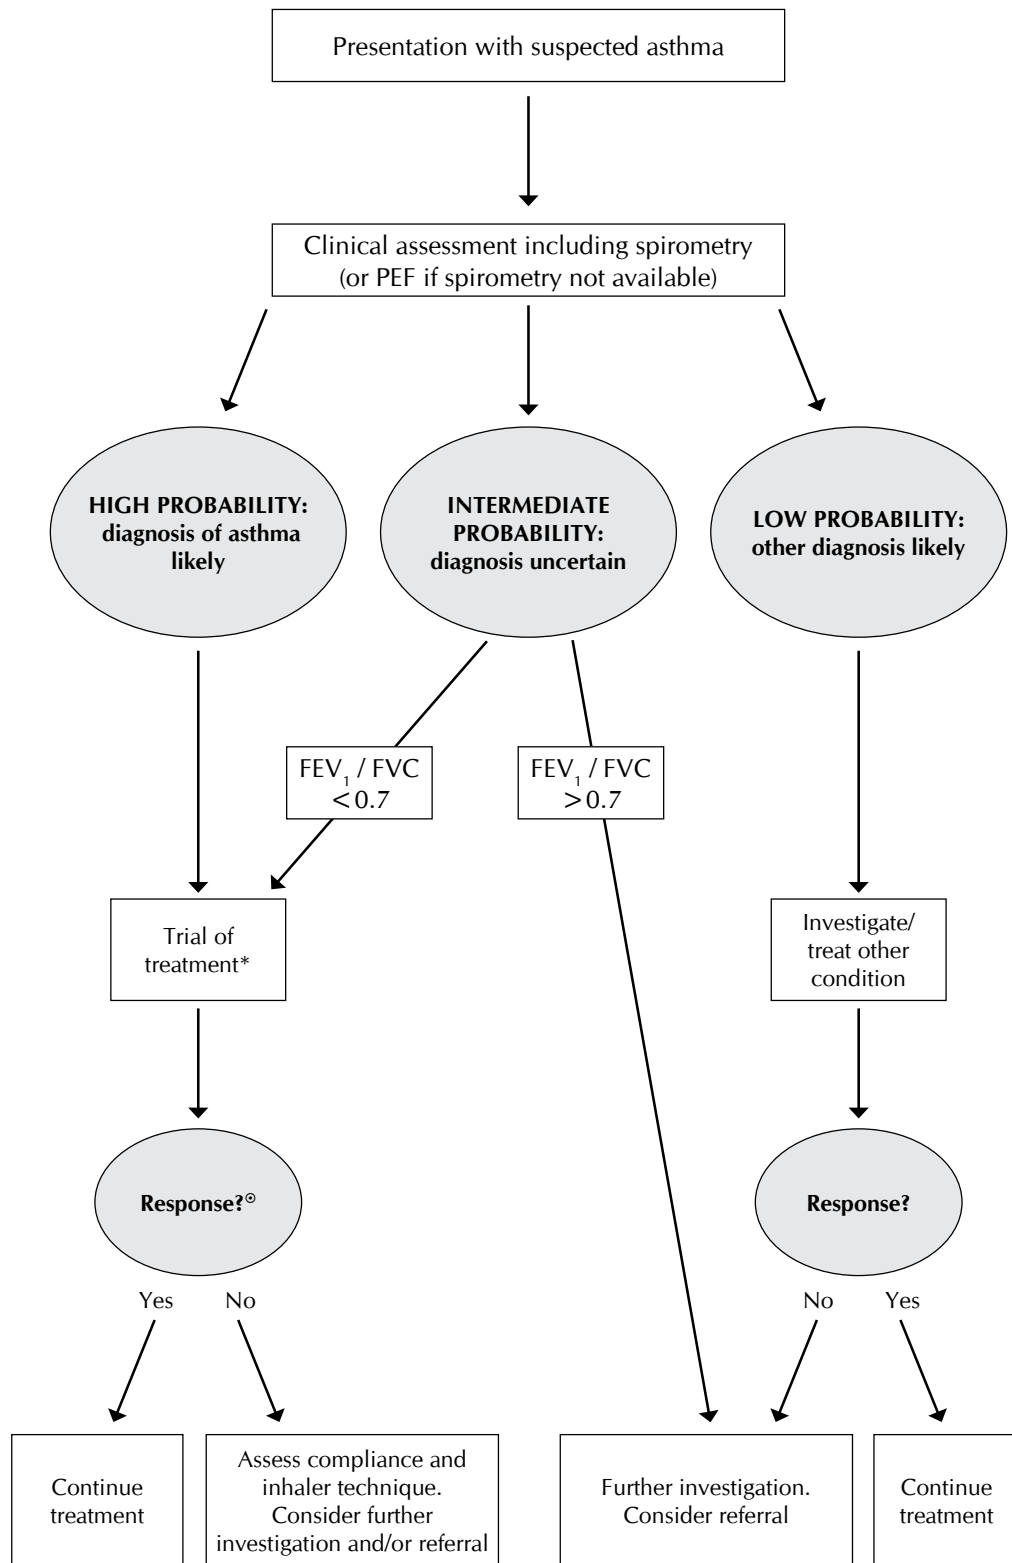 Presentation with suspected asthma
Clinical assessment including spirometry
(or PEF if spirometry not available)
HIGH PROBABILITY:
diagnosis of asthma
likely
INTERMEDIATE
PROBABILITY:
diagnosis uncertain
LOW PROBABILITY:
other diagnosis likely
FEV₁ / FVC
<0.7
FEV₁ / FVC
>0.7
Trial of
treatment*
Investigate/
treat other
condition
Response?⊙
Response?
Yes
No
No
Yes
Continue
treatment
Assess compliance and
inhaler technique.
Consider further
investigation and/or referral
Further investigation.
Consider referral
Continue
treatment